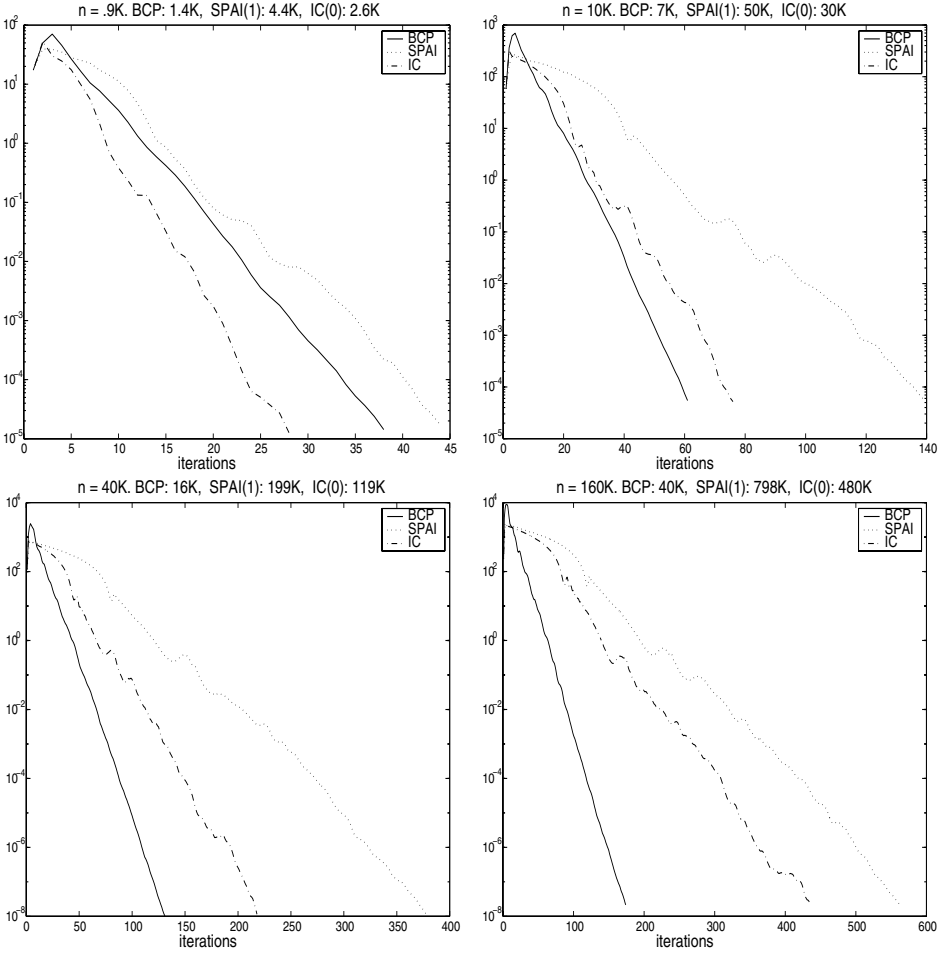 n = .9K. BCP: 1.4K, SPAI(1): 4.4K, IC(0): 2.6K
10^2
10^1
10^0
10^-1
10^-2
10^-3
10^-4
10^-5
BCP
SPAI
IC
0 5 10 15 20 25 30 35 40 45
iterations
n = 10K. BCP: 7K, SPAI(1): 50K, IC(0): 30K
10^3
10^2
10^1
10^0
10^-1
10^-2
10^-3
10^-4
10^-5
BCP
SPAI
IC
0 20 40 60 80 100 120 140
iterations
n = 40K. BCP: 16K, SPAI(1): 199K, IC(0): 119K
10^4
10^2
10^0
10^-2
10^-4
10^-6
10^-8
BCP
SPAI
IC
0 50 100 150 200 250 300 350 400
iterations
n = 160K. BCP: 40K, SPAI(1): 798K, IC(0): 480K
10^4
10^2
10^0
10^-2
10^-4
10^-6
10^-8
BCP
SPAI
IC
0 100 200 300 400 500 600
iterations